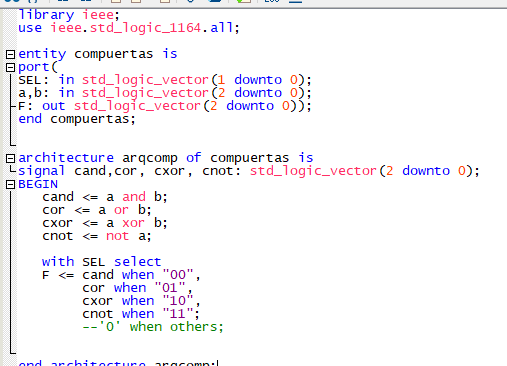 library ieee;
use ieee.std_logic_1164.all;
entity compuertas is
port(
SEL: in std_logic_vector(1 downto 0);
a,b: in std_logic_vector(2 downto 0);
F: out std_logic_vector(2 downto 0));
end compuertas;
architecture arqcomp of compuertas is
signal cand,cor, cxor, cnot: std_logic_vector(2 downto 0);
BEGIN
cand <= a and b;
cor <= a or b;
cxor <= a xor b;
cnot <= not a;
with SEL select
F <= cand when "00",
cor when "01",
cxor when "10",
cnot when "11";
--'0' when others;
end architecture arqcomp;